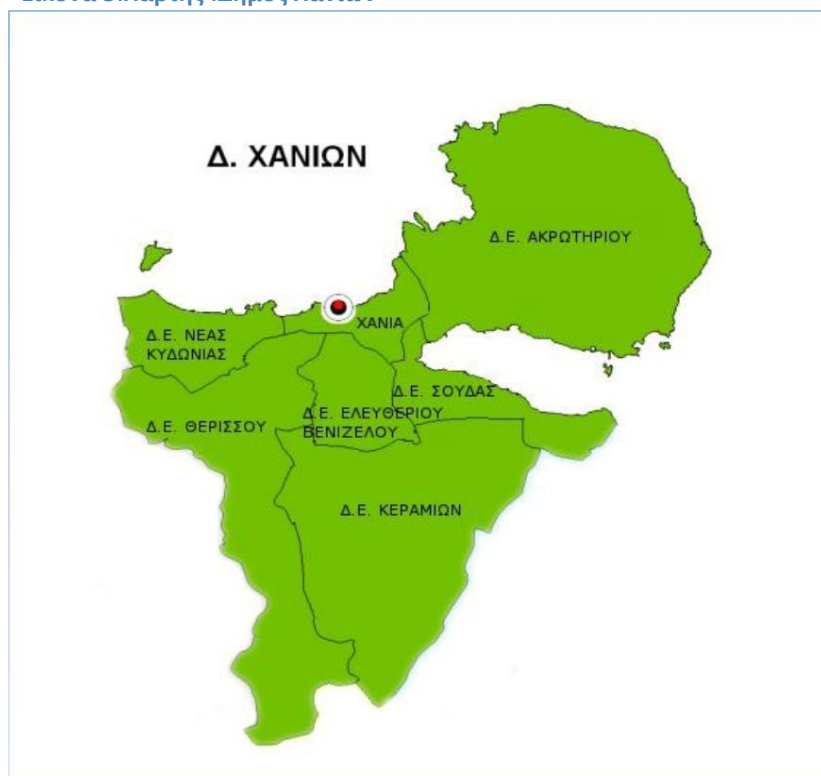 Δ. ΧΑΝΙΩΝ
Δ.Ε. ΑΚΡΩΤΗΡΙΟΥ
ΧΑΝΙΑ
Δ.Ε. ΝΕΑΣ
ΚΥΔΩΝΙΑΣ
Δ.Ε. ΣΟΥΔΑΣ
Δ.Ε. ΕΛΕΥΘΕΡΙΟΥ
ΒΕΝΙΖΕΛΟΥ
Δ.Ε. ΘΕΡΙΣΣΟΥ
Δ.Ε. ΚΕΡΑΜΙΩΝ